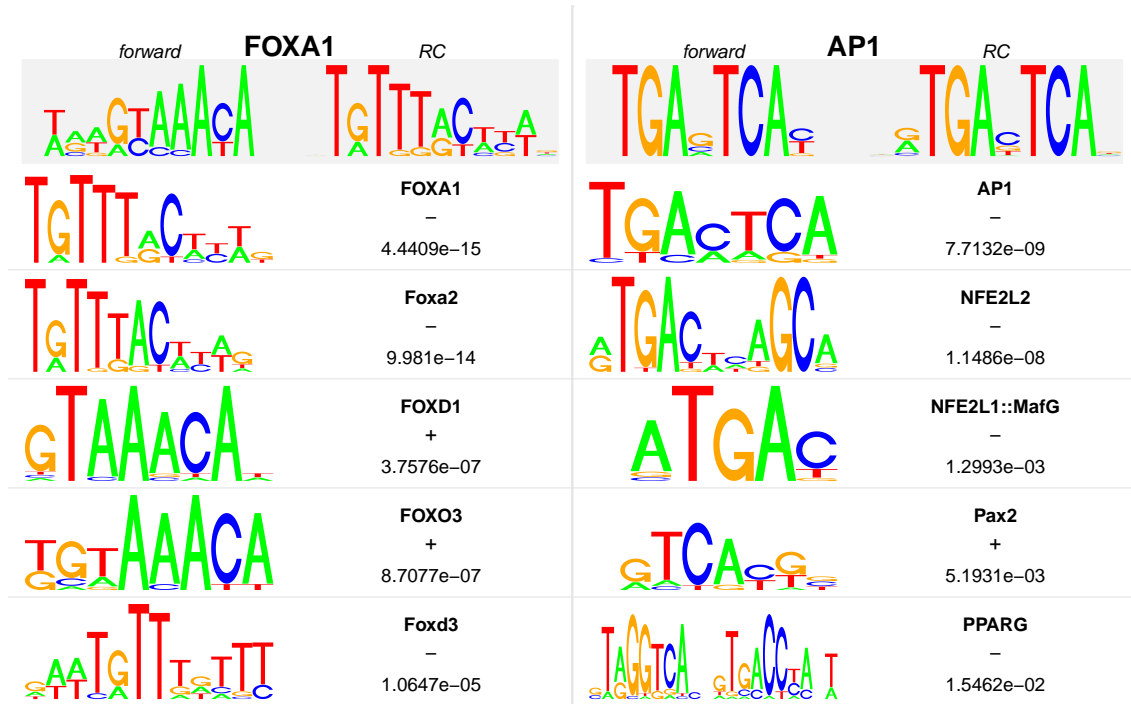 forward FOXA1 RC
forward AP1 RC
FOXA1
–
4.4409e−15
AP1
–
7.7132e−09
Foxa2
–
9.981e−14
NFE2L2
–
1.1486e−08
FOXD1
+
3.7576e−07
NFE2L1::MafG
–
1.2993e−03
FOXO3
+
8.7077e−07
Pax2
+
5.1931e−03
Foxd3
–
1.0647e−05
PPARG
–
1.5462e−02